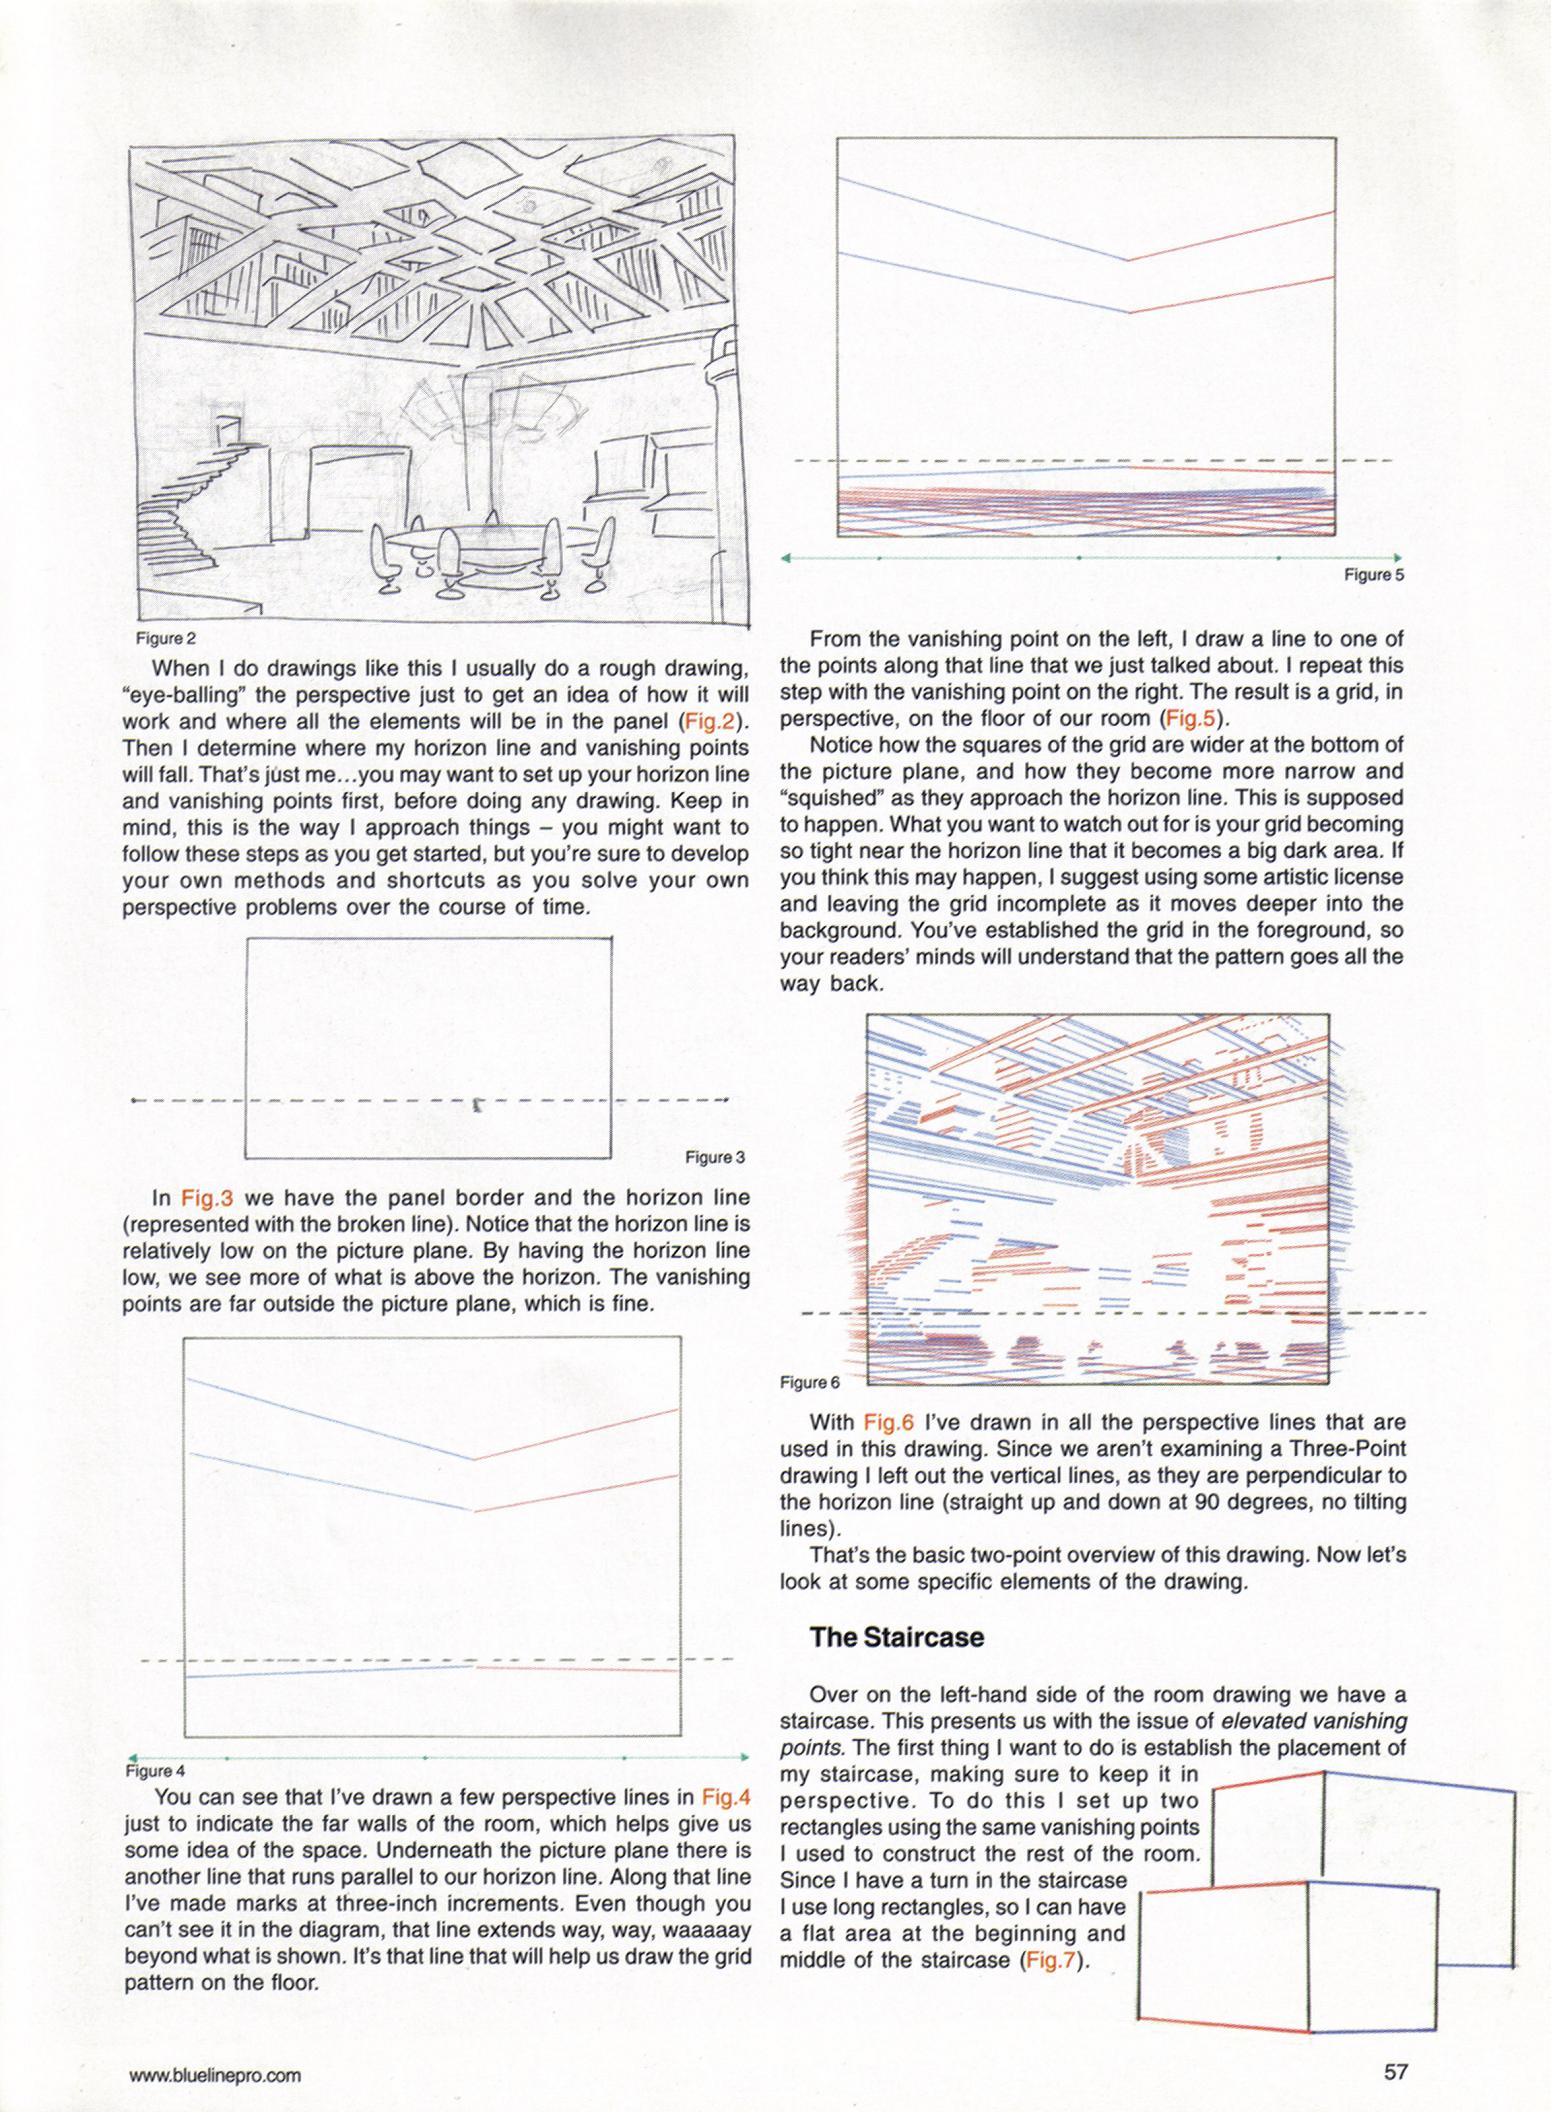 Figure 2
When I do drawings like this I usually do a rough drawing,
“eye-balling” the perspective just to get an idea of how it will
work and where all the elements will be in the panel (Fig.2).
Then I determine where my horizon line and vanishing points
will fall. That’s just me...you may want to set up your horizon line
and vanishing points first, before doing any drawing. Keep in
mind, this is the way I approach things – you might want to
follow these steps as you get started, but you’re sure to develop
your own methods and shortcuts as you solve your own
perspective problems over the course of time.
Figure 3
In Fig.3 we have the panel border and the horizon line
(represented with the broken line). Notice that the horizon line is
relatively low on the picture plane. By having the horizon line
low, we see more of what is above the horizon. The vanishing
points are far outside the picture plane, which is fine.
Figure 4
You can see that I’ve drawn a few perspective lines in Fig.4
just to indicate the far walls of the room, which helps give us
some idea of the space. Underneath the picture plane there is
another line that runs parallel to our horizon line. Along that line
I’ve made marks at three-inch increments. Even though you
can’t see it in the diagram, that line extends way, way, waaaaay
beyond what is shown. It’s that line that will help us draw the grid
pattern on the floor.
Figure 5
From the vanishing point on the left, I draw a line to one of
the points along that line that we just talked about. I repeat this
step with the vanishing point on the right. The result is a grid, in
perspective, on the floor of our room (Fig.5).
Notice how the squares of the grid are wider at the bottom of
the picture plane, and how they become more narrow and
“squished” as they approach the horizon line. This is supposed
to happen. What you want to watch out for is your grid becoming
so tight near the horizon line that it becomes a big dark area. If
you think this may happen, I suggest using some artistic license
and leaving the grid incomplete as it moves deeper into the
background. You’ve established the grid in the foreground, so
your readers’ minds will understand that the pattern goes all the
way back.
Figure 6
With Fig.6 I’ve drawn in all the perspective lines that are
used in this drawing. Since we aren’t examining a Three-Point
drawing I left out the vertical lines, as they are perpendicular to
the horizon line (straight up and down at 90 degrees, no tilting
lines).
That’s the basic two-point overview of this drawing. Now let’s
look at some specific elements of the drawing.
The Staircase
Over on the left-hand side of the room drawing we have a
staircase. This presents us with the issue of elevated vanishing
points. The first thing I want to do is establish the placement of
my staircase, making sure to keep it in
perspective. To do this I set up two
rectangles using the same vanishing points
I used to construct the rest of the room.
Since I have a turn in the staircase
I use long rectangles, so I can have
a flat area at the beginning and
middle of the staircase (Fig.7).
www.bluelinepro.com
57